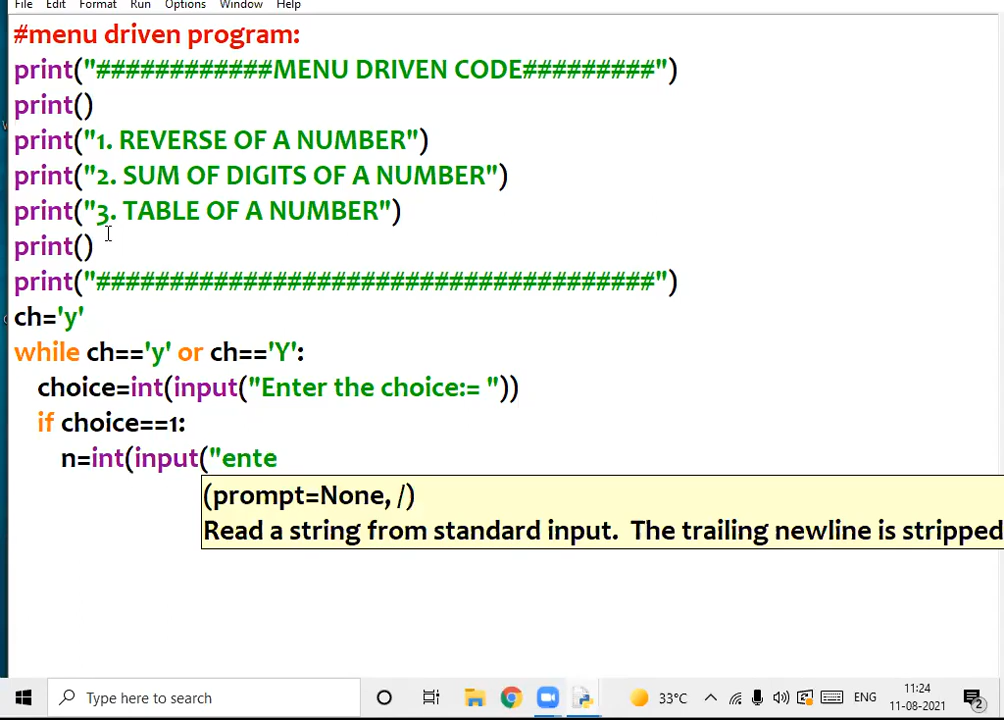 File Edit Format Run Options Window Help
#menu driven program:
print("############MENU DRIVEN CODE#########")
print()
print("1. REVERSE OF A NUMBER")
print("2. SUM OF DIGITS OF A NUMBER")
print("3. TABLE OF A NUMBER")
print()
print("######################################")
ch='y'
while ch=='y' or ch=='Y':
choice=int(input("Enter the choice:= "))
if choice==1:
n=int(input("ente
(prompt=None, /)
Read a string from standard input. The trailing newline is stripped
Type here to search
33°C
ENG
11:24
11-08-2021
2